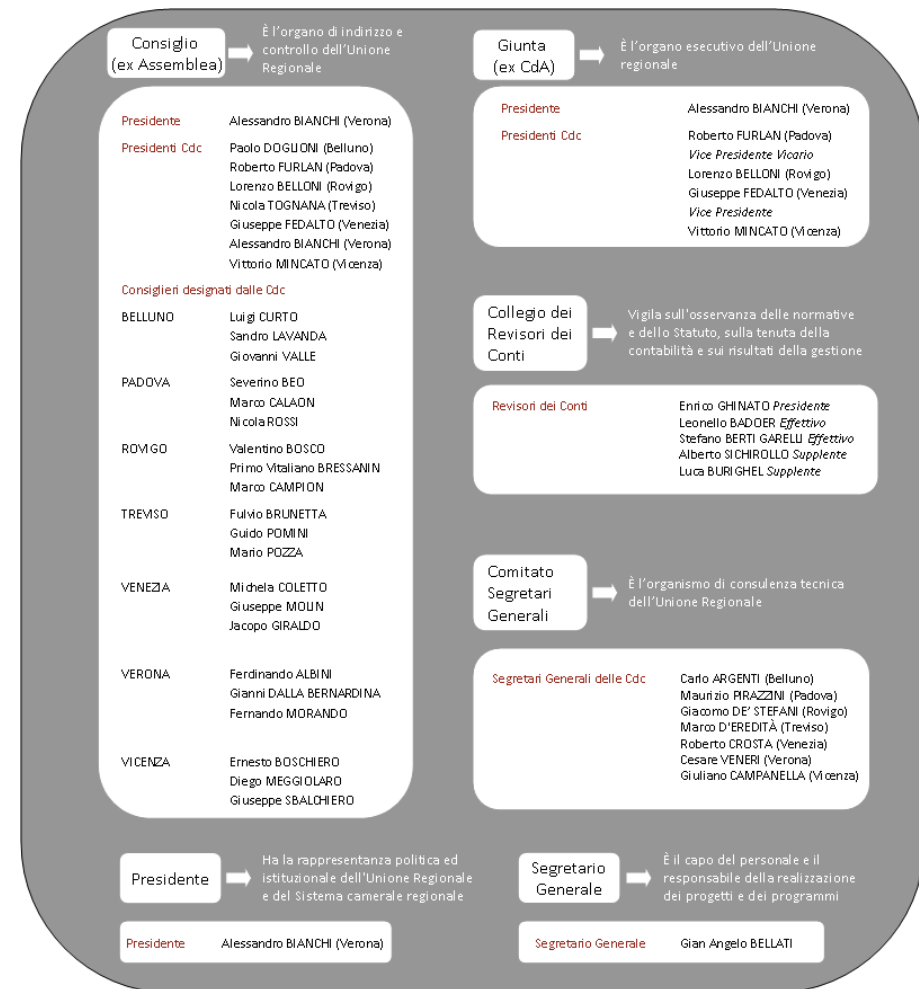 Consiglio
(ex Assemblea)
È l'organo di indirizzo e
controllo dell'Unione
Regionale
Presidente Alessandro BIANCHI (Verona)
Presidenti Cdc Paolo DOGLIONI (Belluno)
Roberto FURLAN (Padova)
Lorenzo BELLONI (Rovigo)
Nicola TOGNANA (Treviso)
Giuseppe FEDALTO (Venezia)
Alessandro BIANCHI (Verona)
Vittorio MINCATO (Vicenza)
Consiglieri designati dalle Cdc
BELLUNO Luigi CURTO
Sandro LAVANDA
Giovanni VALLE
PADOVA Severino BEO
Marco CALAON
Nicola ROSSI
ROVIGO Valentino BOSCO
Primo Vitaliano BRESSANIN
Marco CAMPION
TREVISO Fulvio BRUNETTA
Guido POMINI
Mario POZZA
VENEZIA Michela COLETTO
Giuseppe MOLIN
Jacopo GIRALDO
VERONA Ferdinando ALBINI
Gianni DALLA BERNARDINA
Fernando MORANDO
VICENZA Ernesto BOSCHIERO
Diego MEGGIOLARO
Giuseppe SBALCHIERO
Giunta
(ex CdA)
È l'organo esecutivo dell'Unione
regionale
Presidente Alessandro BIANCHI (Verona)
Presidenti Cdc Roberto FURLAN (Padova)
Vice Presidente Vicario
Lorenzo BELLONI (Rovigo)
Giuseppe FEDALTO (Venezia)
Vice Presidente
Vittorio MINCATO (Vicenza)
Collegio dei
Revisori dei
Conti
Vigila sull'osservanza delle normative
e dello Statuto, sulla tenuta della
contabilità e sui risultati della gestione
Revisori dei Conti Enrico GHINATO Presidente
Leonello BADOER Effettivo
Stefano BERTI GARELLI Effettivo
Alberto SICHIROLLO Supplente
Luca BURIGHEL Supplente
Comitato
Segretari
Generali
È l'organismo di consulenza tecnica
dell'Unione Regionale
Segretari Generali delle Cdc Carlo ARGENTI (Belluno)
Maurizio PIRAZZINI (Padova)
Giacomo DE' STEFANI (Rovigo)
Marco D'EREDITÀ (Treviso)
Roberto CROSTA (Venezia)
Cesare VENERI (Verona)
Giuliano CAMPANELLA (Vicenza)
Presidente
Ha la rappresentanza politica ed
istituzionale dell'Unione Regionale
e del Sistema camerale regionale
Presidente Alessandro BIANCHI (Verona)
Segretario
Generale
È il capo del personale e il
responsabile della realizzazione
dei progetti e dei programmi
Segretario Generale Gian Angelo BELLATI